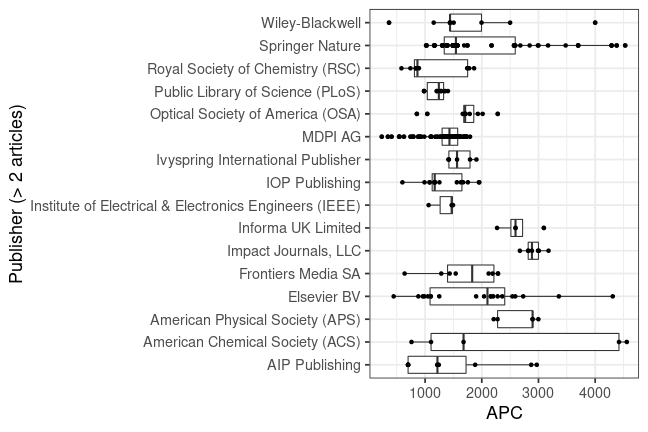 Publisher (> 2 articles)
Wiley-Blackwell
Springer Nature
Royal Society of Chemistry (RSC)
Public Library of Science (PLoS)
Optical Society of America (OSA)
MDPI AG
Ivyspring International Publisher
IOP Publishing
Institute of Electrical & Electronics Engineers (IEEE)
Informa UK Limited
Impact Journals, LLC
Frontiers Media SA
Elsevier BV
American Physical Society (APS)
American Chemical Society (ACS)
AIP Publishing
1000 2000 3000 4000
APC